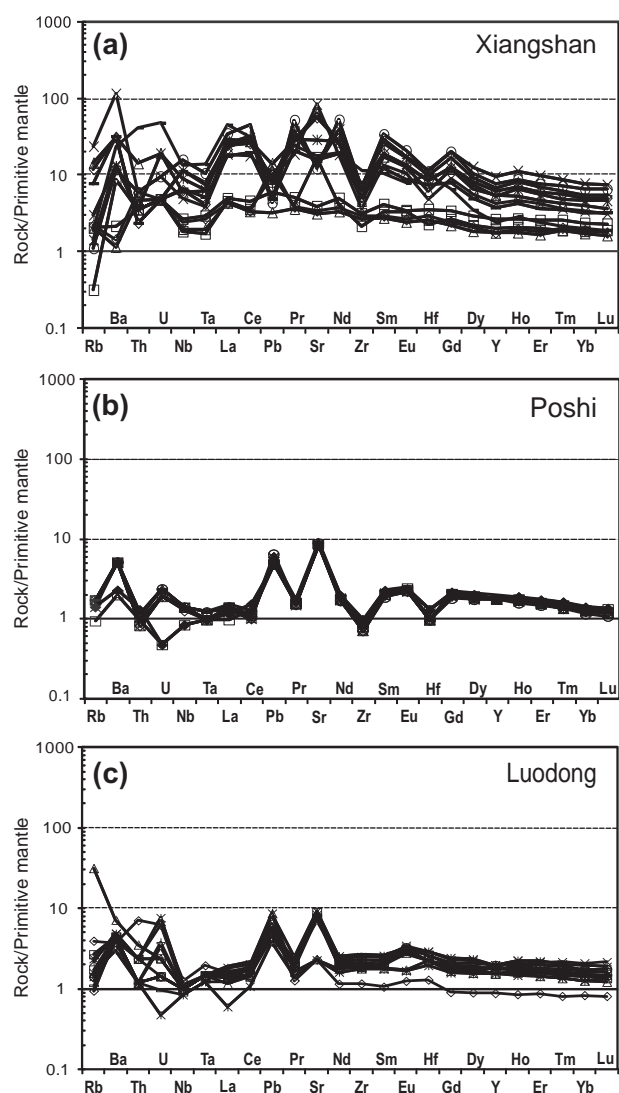 1000
(a)
Xiangshan
100
10
1
0.1
Rock/Primitive mantle
Ba U Ta Ce Pr Nd Sm Hf Dy Ho Tm Lu
Rb Th Nb La Pb Sr Zr Eu Gd Y Er Yb
1000
(b)
Poshi
100
10
1
0.1
Rock/Primitive mantle
Ba U Ta Ce Pr Nd Sm Hf Dy Ho Tm Lu
Rb Th Nb La Pb Sr Zr Eu Gd Y Er Yb
1000
(c)
Luodong
100
10
1
0.1
Rock/Primitive mantle
Ba U Ta Ce Pr Nd Sm Hf Dy Ho Tm Lu
Rb Th Nb La Pb Sr Zr Eu Gd Y Er Yb